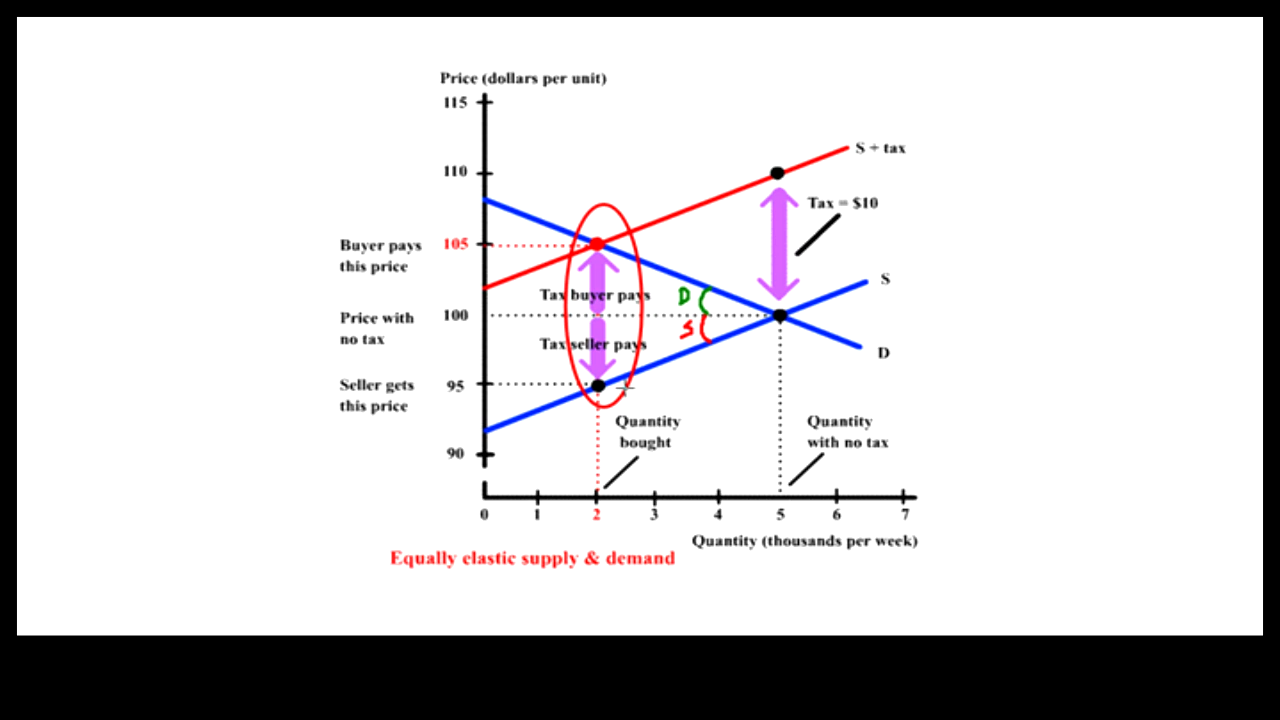 Price (dollars per unit)
115
110
S + tax
Tax = $10
Buyer pays
this price
105
S
Tax buyer pays
D
Price with
no tax
100
S
Tax seller pays
D
Seller gets
this price
95
Quantity
bought
Quantity
with no tax
90
0 1 2 3 4 5 6 7
Quantity (thousands per week)
Equally elastic supply & demand